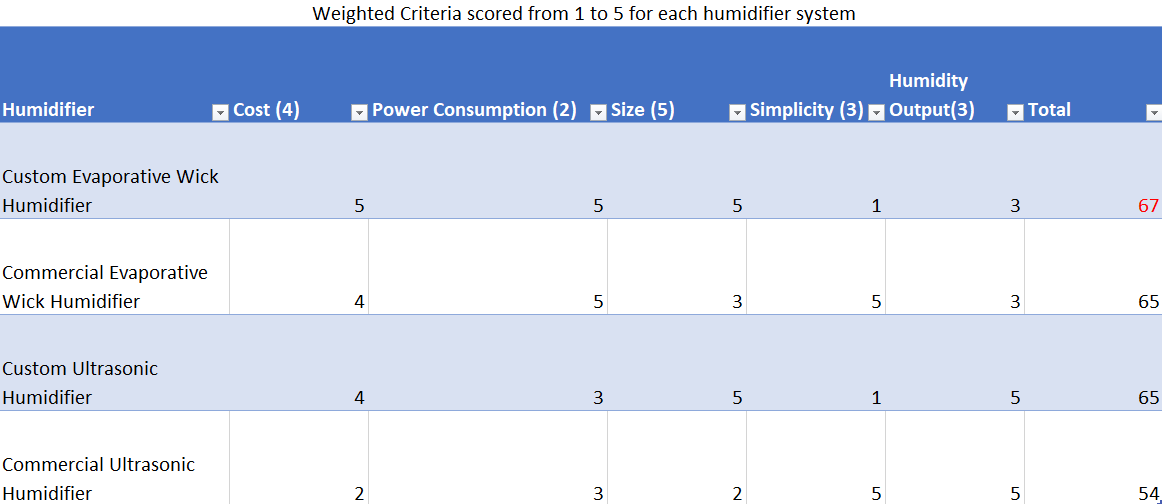 Weighted Criteria scored from 1 to 5 for each humidifier system
Humidity
Humidifier Cost (4) Power Consumption (2) Size (5) Simplicity (3) Output(3) Total
Custom Evaporative Wick
Humidifier 5 5 5 1 3 67
Commercial Evaporative
Wick Humidifier 4 5 3 5 3 65
Custom Ultrasonic
Humidifier 4 3 5 1 5 65
Commercial Ultrasonic
Humidifier 2 3 2 5 5 54